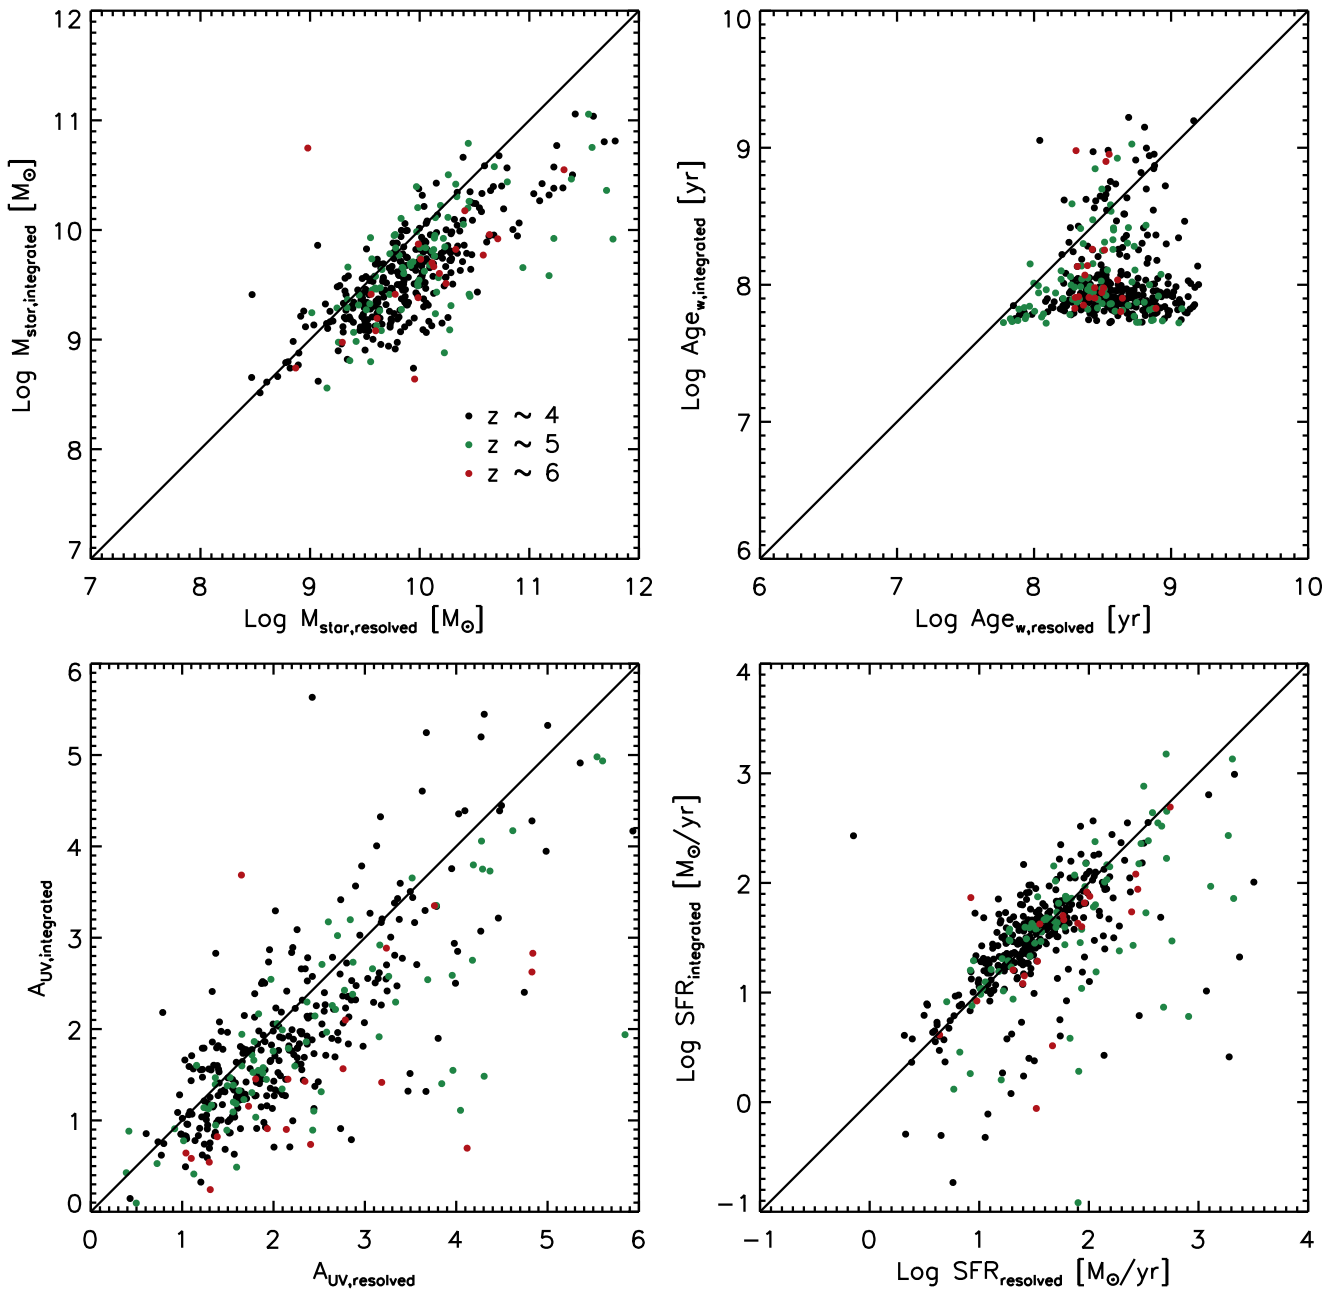 12
11
10
9
8
7
Log M_star,integrated [M⊙]
z ~ 4
z ~ 5
z ~ 6
7 8 9 10 11 12
Log M_star,resolved [M⊙]
10
9
8
7
6
Log Age_w,integrated [yr]
6 7 8 9 10
Log Age_w,resolved [yr]
6
5
4
3
2
1
0
A_UV,integrated
0 1 2 3 4 5 6
A_UV,resolved
4
3
2
1
0
−1
Log SFR_integrated [M⊙/yr]
−1 0 1 2 3 4
Log SFR_resolved [M⊙/yr]